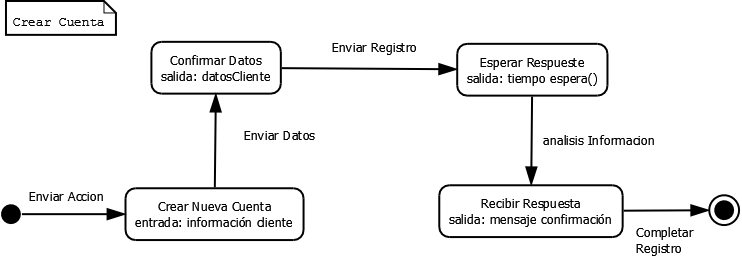 Crear Cuenta
Confirmar Datos
salida: datosCliente
Enviar Registro
Esperar Respueste
salida: tiempo espera()
Enviar Datos
analisis Informacion
Enviar Accion
Crear Nueva Cuenta
entrada: información cliente
Recibir Respuesta
salida: mensaje confirmación
Completar
Registro